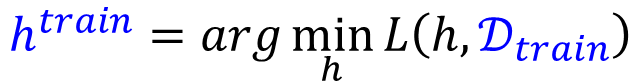 h^{train} = arg min_h L(h, 𝒟_{train})